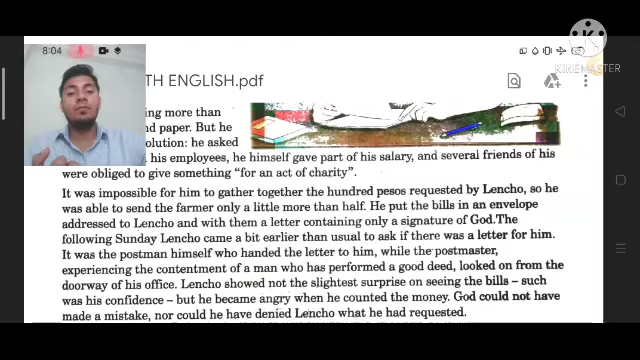 8:04
KINEMASTER
TH ENGLISH.pdf
ing more than
nd paper. But he
olution: he asked
his employees, he himself gave part of his salary, and several friends of his
were obliged to give something “for an act of charity”.
It was impossible for him to gather together the hundred pesos requested by Lencho, so he
was able to send the farmer only a little more than half. He put the bills in an envelope
addressed to Lencho and with them a letter containing only a signature of God.The
following Sunday Lencho came a bit earlier than usual to ask if there was a letter for him.
It was the postman himself who handed the letter to him, while the postmaster,
experiencing the contentment of a man who has performed a good deed, looked on from the
doorway of his office. Lencho showed not the slightest surprise on seeing the bills – such
was his confidence – but he became angry when he counted the money. God could not have
made a mistake, nor could he have denied Lencho what he had requested.